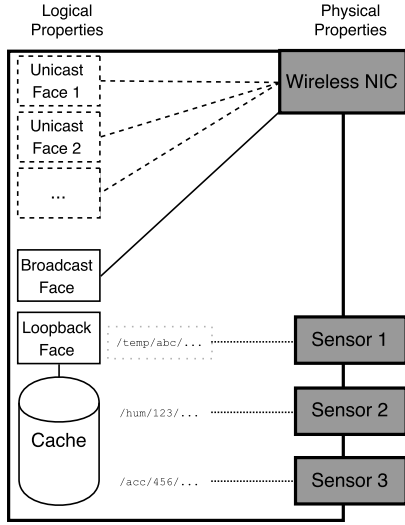 Logical
Properties
Physical
Properties
Unicast
Face 1
Wireless NIC
Unicast
Face 2
...
Broadcast
Face
Loopback
Face
/temp/abc/...
Sensor 1
Cache
/hum/123/...
Sensor 2
/acc/456/...
Sensor 3